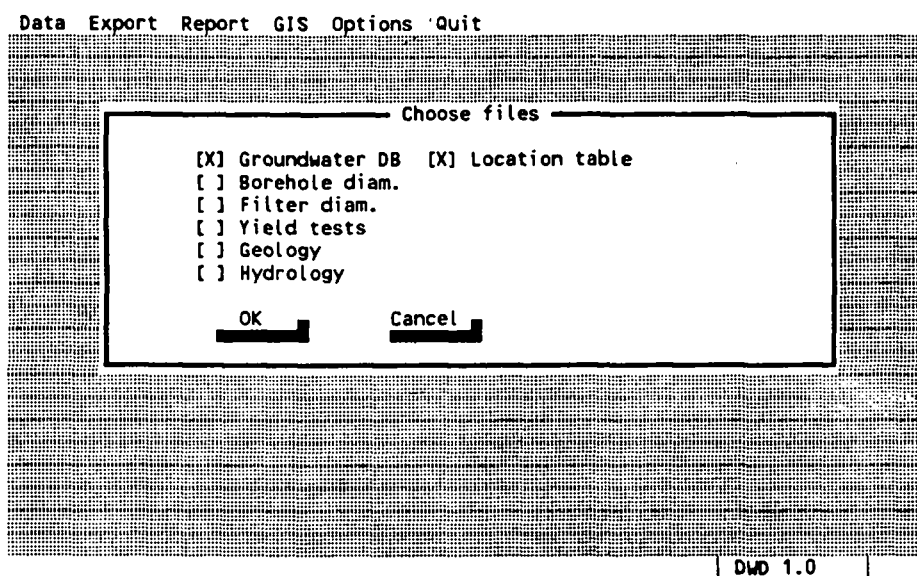 Data Export Report GIS Options Quit
Choose files
[X] Groundwater DB [X] Location table
[ ] Borehole diam.
[ ] Filter diam.
[ ] Yield tests
[ ] Geology
[ ] Hydrology
OK Cancel
DWD 1.0